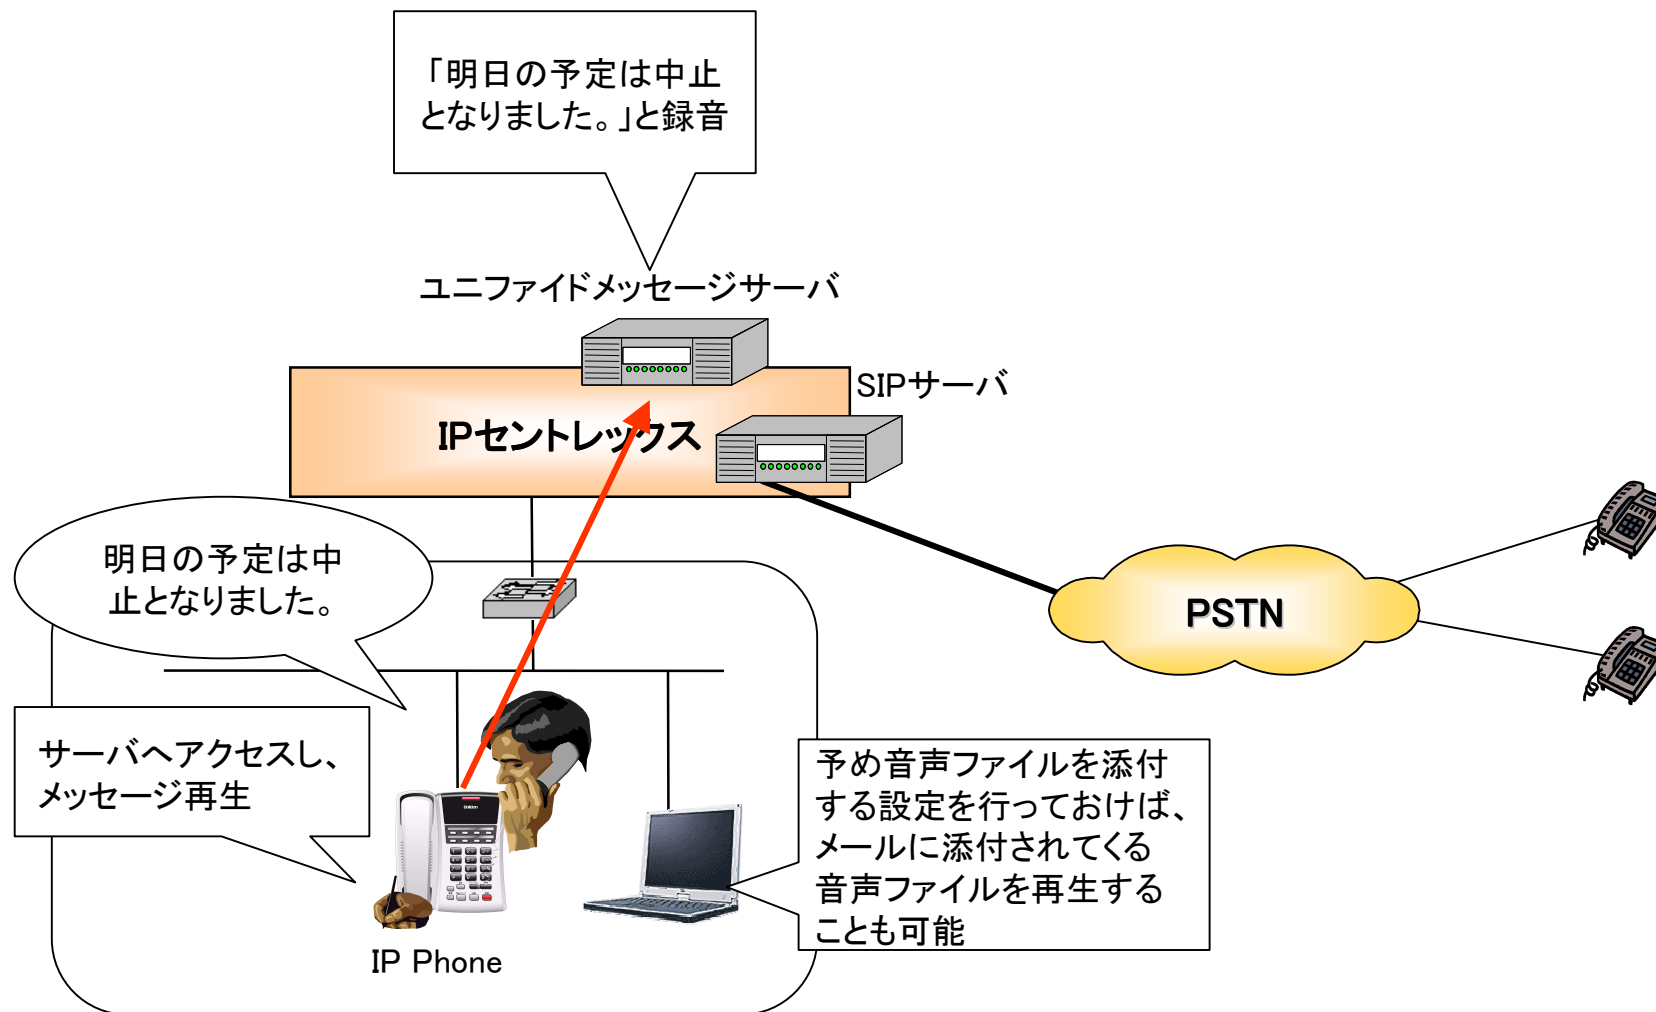 「明日の予定は中止
となりました。」と録音
ユニファイドメッセージサーバ
SIPサーバ
IPセントレックス
明日の予定は中
止となりました。
PSTN
サーバへアクセスし、
メッセージ再生
予め音声ファイルを添付
する設定を行っておけば、
メールに添付されてくる
音声ファイルを再生する
ことも可能
IP Phone